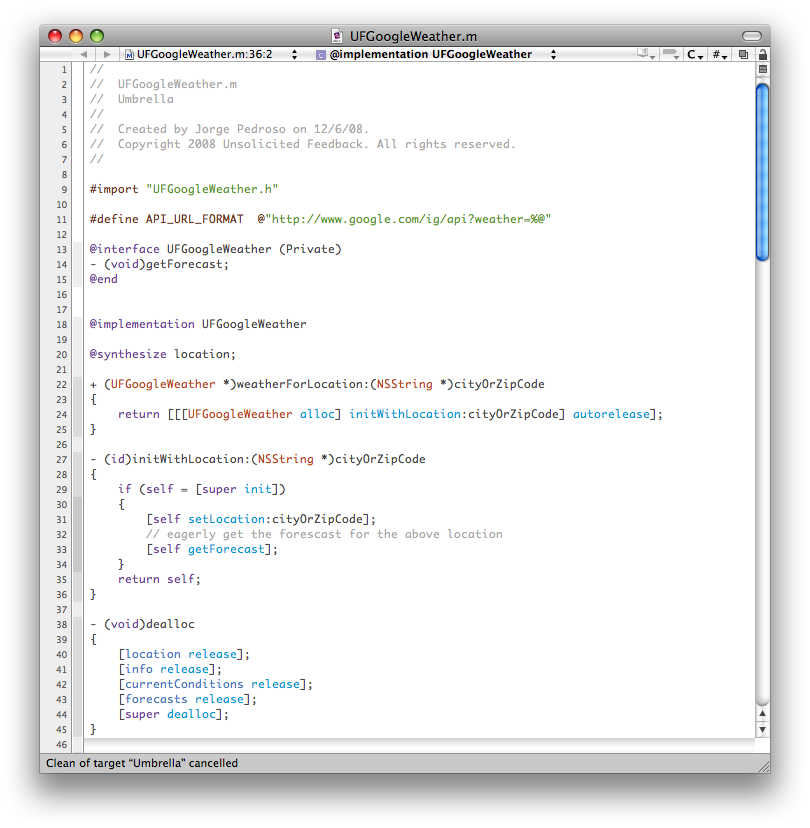 UFGoogleWeather.m
UFGoogleWeather.m:36:2 @implementation UFGoogleWeather C #
1 //
2 //  UFGoogleWeather.m
3 //  Umbrella
4 //
5 //  Created by Jorge Pedroso on 12/6/08.
6 //  Copyright 2008 Unsolicited Feedback. All rights reserved.
7 //
8
9 #import "UFGoogleWeather.h"
10
11 #define API_URL_FORMAT  @"http://www.google.com/ig/api?weather=%@"
12
13 @interface UFGoogleWeather (Private)
14 - (void)getForecast;
15 @end
16
17
18 @implementation UFGoogleWeather
19
20 @synthesize location;
21
22 + (UFGoogleWeather *)weatherForLocation:(NSString *)cityOrZipCode
23 {
24     return [[[UFGoogleWeather alloc] initWithLocation:cityOrZipCode] autorelease];
25 }
26
27 - (id)initWithLocation:(NSString *)cityOrZipCode
28 {
29     if (self = [super init])
30     {
31         [self setLocation:cityOrZipCode];
32         // eagerly get the forescast for the above location
33         [self getForecast];
34     }
35     return self;
36 }
37
38 - (void)dealloc
39 {
40     [location release];
41     [info release];
42     [currentConditions release];
43     [forecasts release];
44     [super dealloc];
45 }
46
Clean of target “Umbrella” cancelled